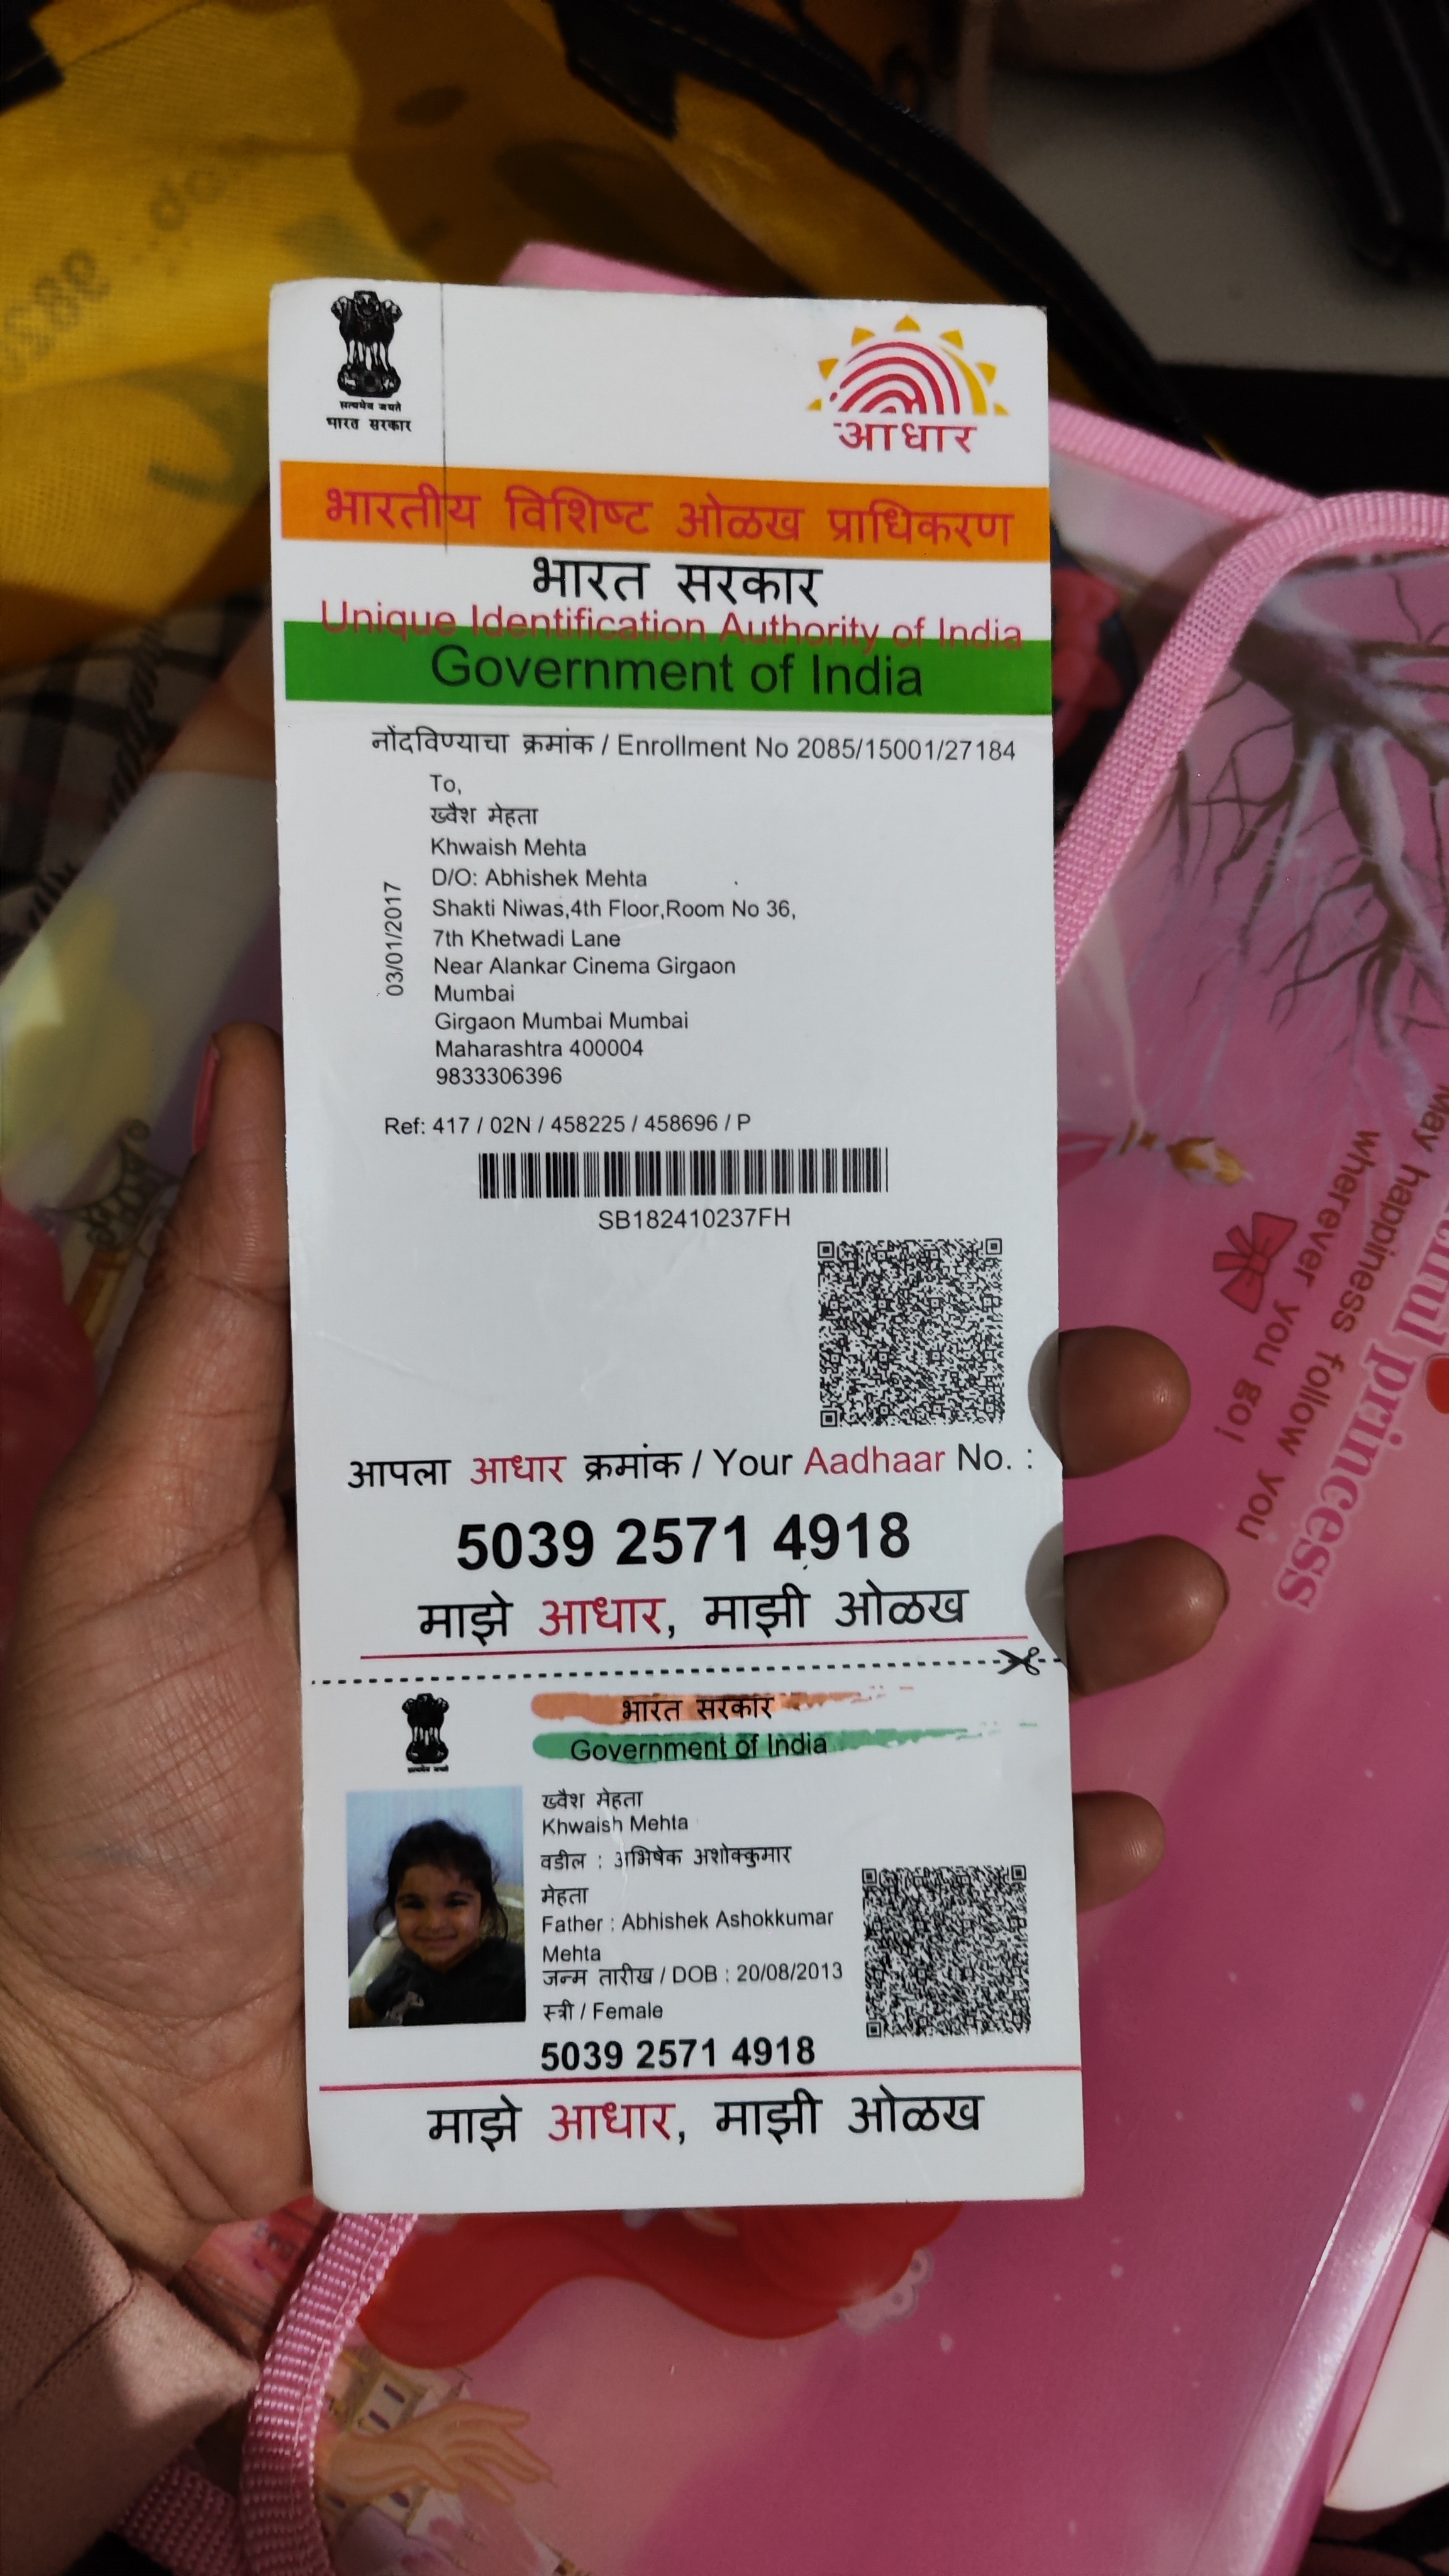 सत्यमेव जयते
भारत सरकार
आधार
भारतीय विशिष्ट ओळख प्राधिकरण
भारत सरकार
Unique Identification Authority of India
Government of India
नोंदविण्याचा क्रमांक / Enrollment No 2085/15001/27184
To,
ख्वैश मेहता
Khwaish Mehta
D/O: Abhishek Mehta
Shakti Niwas,4th Floor,Room No 36,
7th Khetwadi Lane
Near Alankar Cinema Girgaon
Mumbai
Girgaon Mumbai Mumbai
Maharashtra 400004
9833306396
03/01/2017
Ref: 417 / 02N / 458225 / 458696 / P
SB182410237FH
आपला आधार क्रमांक / Your Aadhaar No. :
5039 2571 4918
माझे आधार, माझी ओळख
भारत सरकार
Government of India
ख्वैश मेहता
Khwaish Mehta
वडील : अभिषेक अशोक्कुमार
मेहता
Father : Abhishek Ashokkumar
Mehta
जन्म तारीख / DOB : 20/08/2013
स्त्री / Female
5039 2571 4918
माझे आधार, माझी ओळख
princess
May happiness follow you
wherever you go!